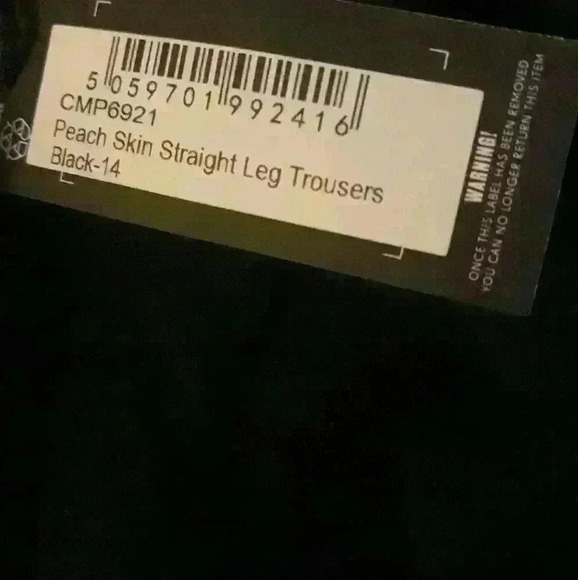 5 059701 992416
CMP6921
Peach Skin Straight Leg Trousers
Black-14
WARNING!
ONCE THIS LABEL HAS BEEN REMOVED
YOU CAN NO LONGER RETURN THIS ITEM